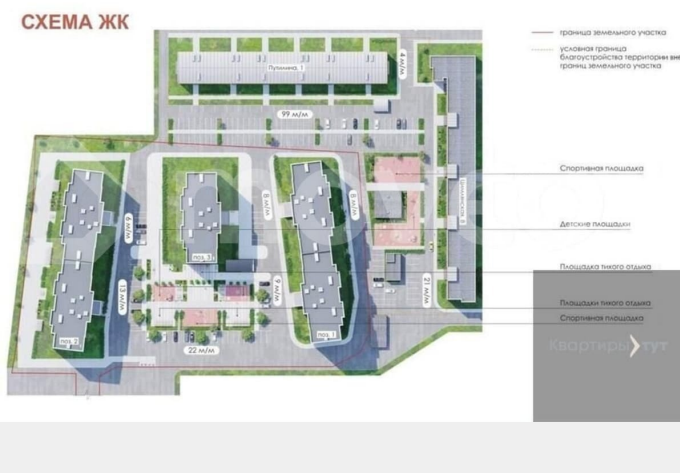 СХЕМА ЖК
граница земельного участка
условная граница
благоустройства территории вне
границ земельного участка
Путилина, 1
4 м/м
99 м/м
Спортивная площадка
8 м/м
6 м/м
6 м/м
Детские площадки
поз. 3
Площадка тихого отдыха
13 м/м
9 м/м
21 м/м
Площадки тихого отдыха
Спортивная площадка
поз. 2
поз. 1
22 м/м
Квартиры тут